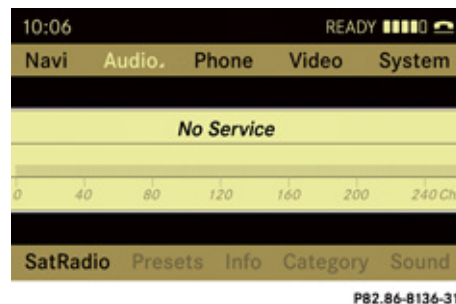 10:06 READY
Navi Audio. Phone Video System
No Service
0 40 80 120 160 200 240 Ch
SatRadio Presets Info Category Sound
P82.86-8136-31